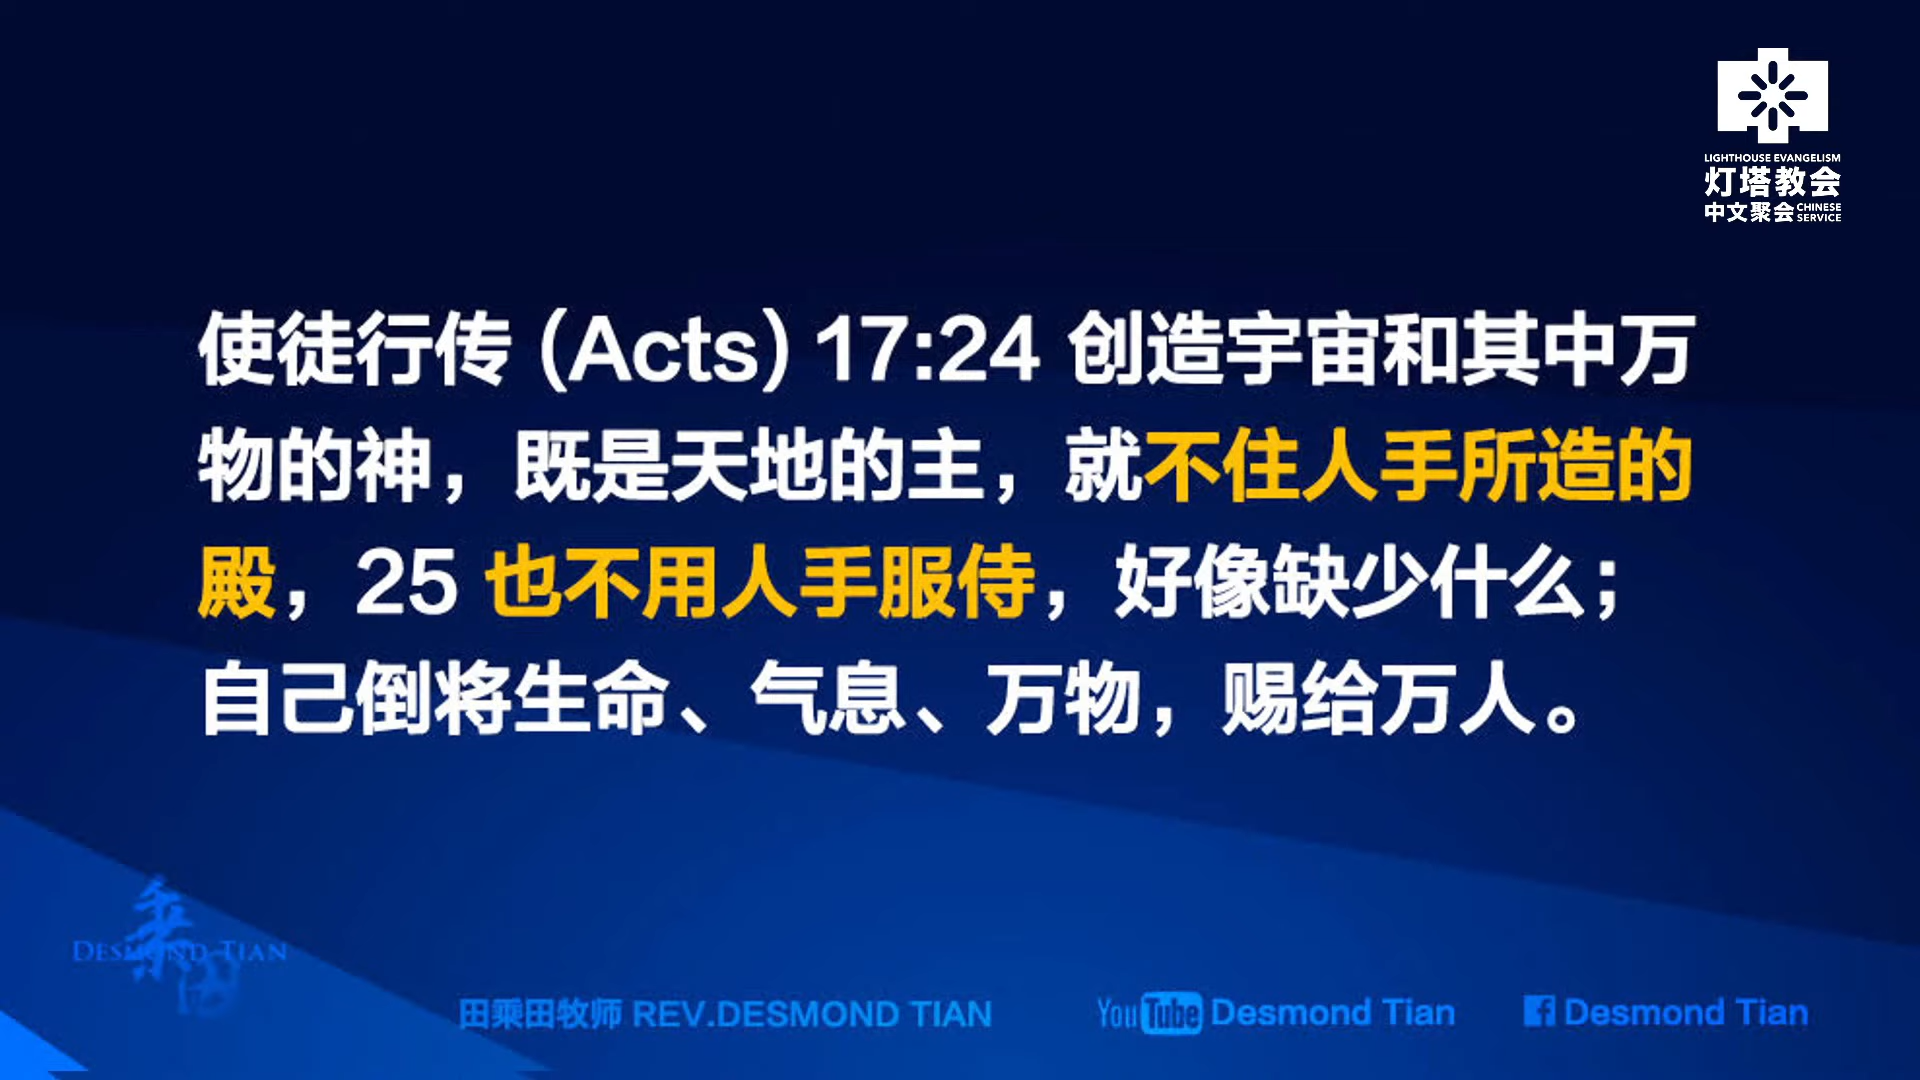 LIGHTHOUSE EVANGELISM
灯塔教会
中文聚会 CHINESE SERVICE
使徒行传 (Acts) 17:24 创造宇宙和其中万
物的神，既是天地的主，就不住人手所造的
殿，25 也不用人手服侍，好像缺少什么；
自己倒将生命、气息、万物，赐给万人。
乘田
DESMOND TIAN
田乘田牧师 REV.DESMOND TIAN
YouTube Desmond Tian
f Desmond Tian